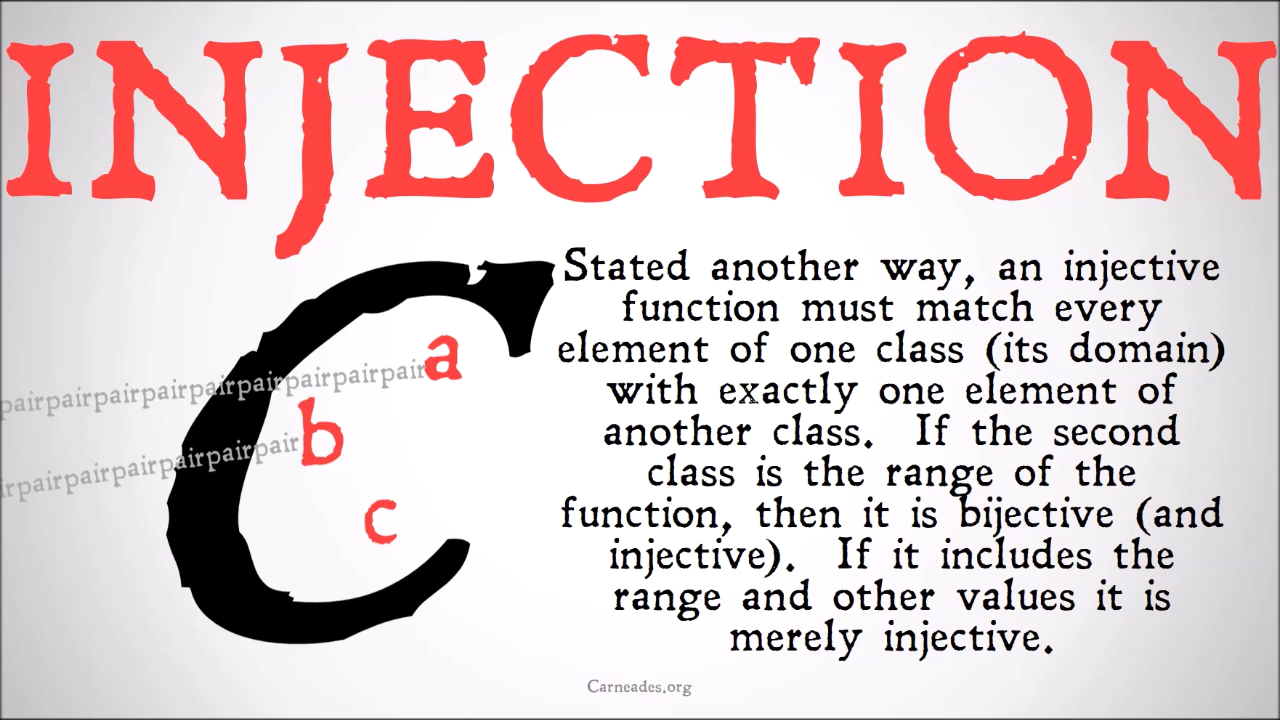 INJECTION
C
Stated another way, an injective
function must match every
element of one class (its domain)
with exactly one element of
another class. If the second
class is the range of the
function, then it is bijective (and
injective). If it includes the
range and other values it is
merely injective.
pairpairpairpairpairpairpairpairpair
a
b
rpairpairpairpairpairpair
c
Carneades.org